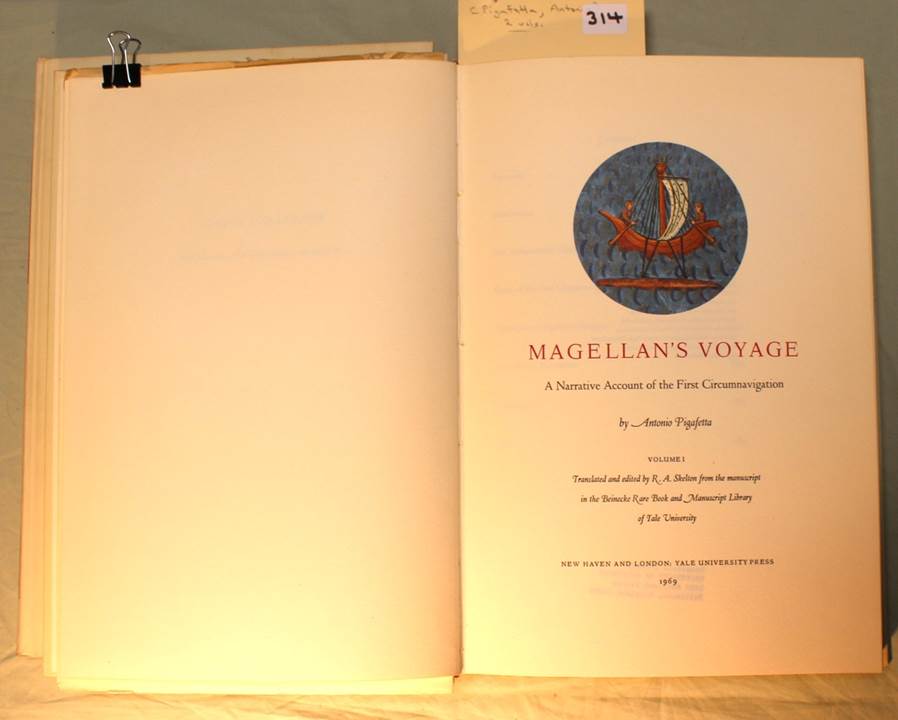 C Pigafetta, Anton
2 vols.
314
MAGELLAN'S VOYAGE
A Narrative Account of the First Circumnavigation
by Antonio Pigafetta
VOLUME I
Translated and edited by R. A. Skelton from the manuscript
in the Beinecke Rare Book and Manuscript Library
of Yale University
NEW HAVEN AND LONDON: YALE UNIVERSITY PRESS
1969